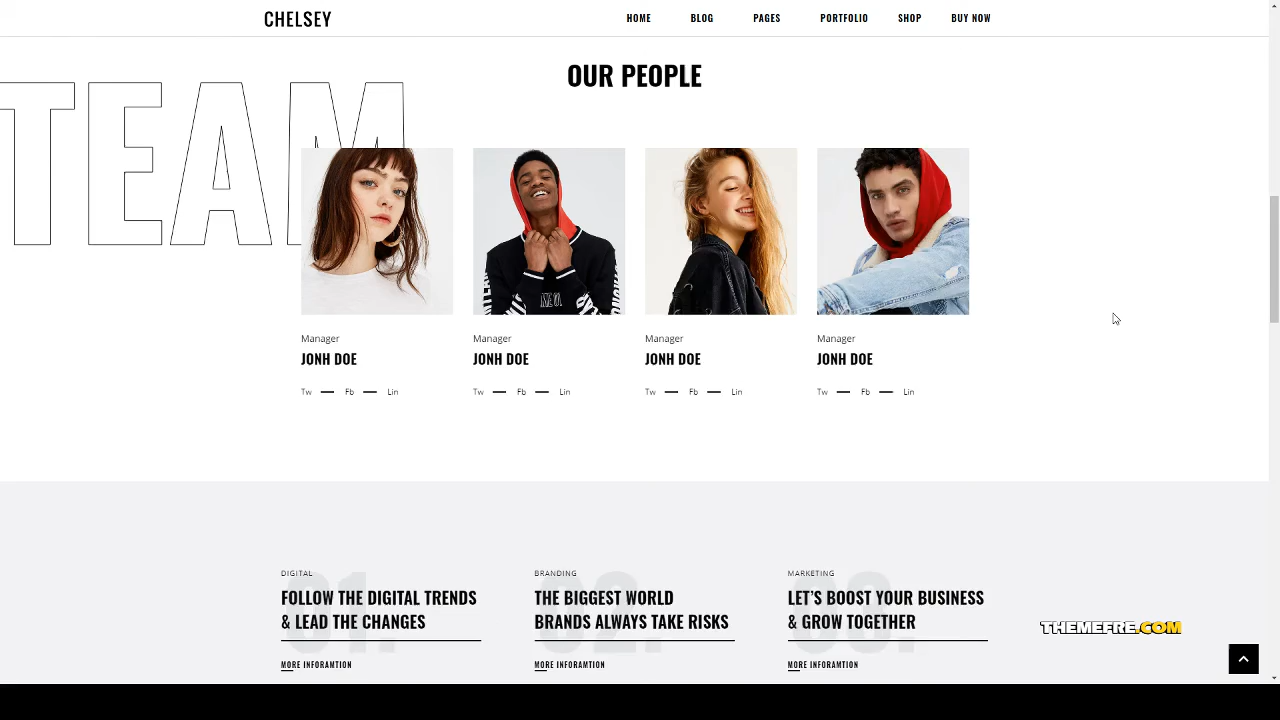 CHELSEY
HOME BLOG PAGES PORTFOLIO SHOP BUY NOW
OUR PEOPLE
TEAM
Manager Manager Manager Manager
JONH DOE JONH DOE JONH DOE JONH DOE
Tw Fb Lin Tw Fb Lin Tw Fb Lin Tw Fb Lin
DIGITAL
01.
FOLLOW THE DIGITAL TRENDS
& LEAD THE CHANGES
MORE INFORAMTION
BRANDING
02.
THE BIGGEST WORLD
BRANDS ALWAYS TAKE RISKS
MORE INFORAMTION
MARKETING
03.
LET'S BOOST YOUR BUSINESS
& GROW TOGETHER
MORE INFORAMTION
THEMEFRE.COM